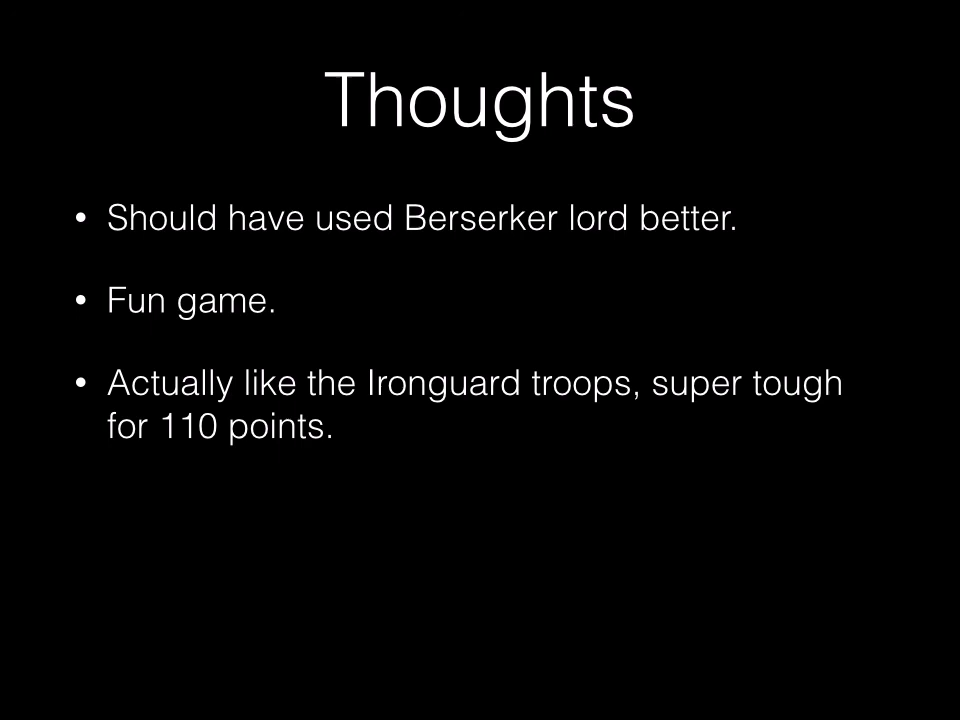 Thoughts
• Should have used Berserker lord better.
• Fun game.
• Actually like the Ironguard troops, super tough
for 110 points.